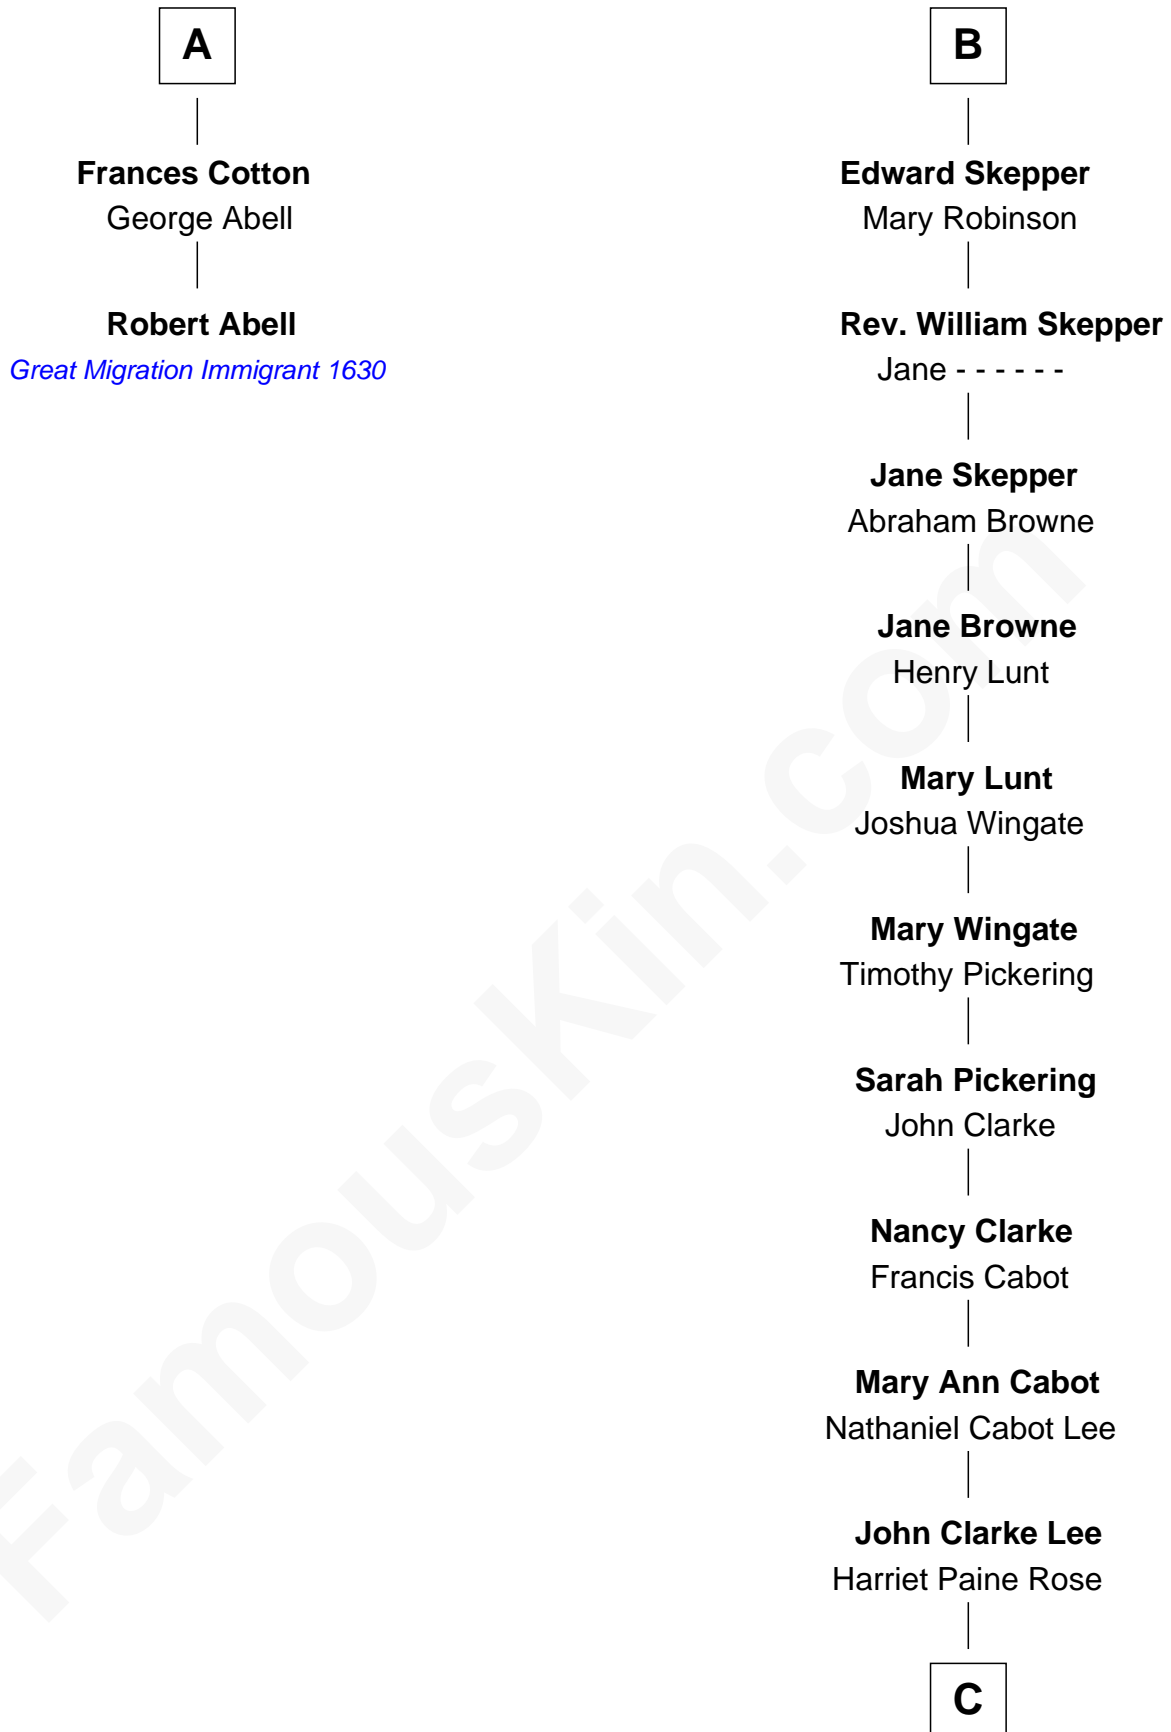 A
Frances Cotton
George Abell
Robert Abell
Great Migration Immigrant 1630
B
Edward Skepper
Mary Robinson
Rev. William Skepper
Jane - - - - - -
Jane Skepper
Abraham Browne
Jane Browne
Henry Lunt
Mary Lunt
Joshua Wingate
Mary Wingate
Timothy Pickering
Sarah Pickering
John Clarke
Nancy Clarke
Francis Cabot
Mary Ann Cabot
Nathaniel Cabot Lee
John Clarke Lee
Harriet Paine Rose
C
FamousKin.com